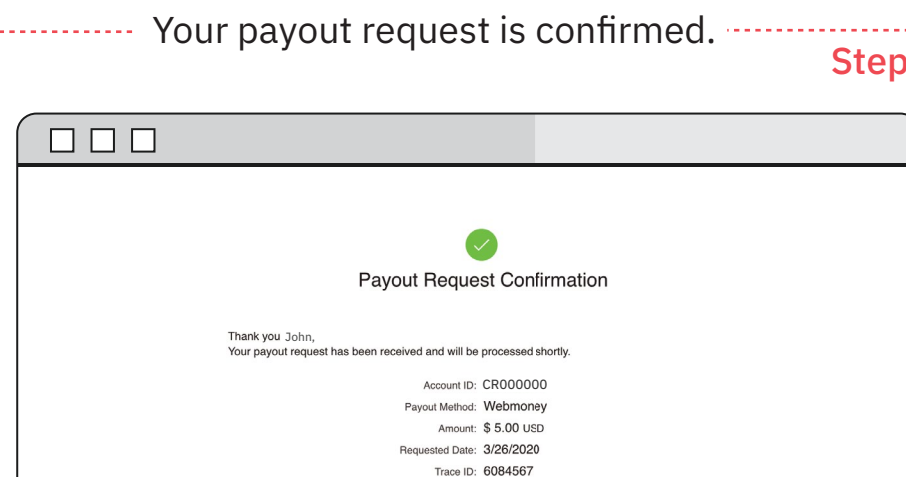 Your payout request is confirmed.
Step
Payout Request Confirmation
Thank you John,
Your payout request has been received and will be processed shortly.
Account ID: CR000000
Payout Method: Webmoney
Amount: $ 5.00 USD
Requested Date: 3/26/2020
Trace ID: 6084567